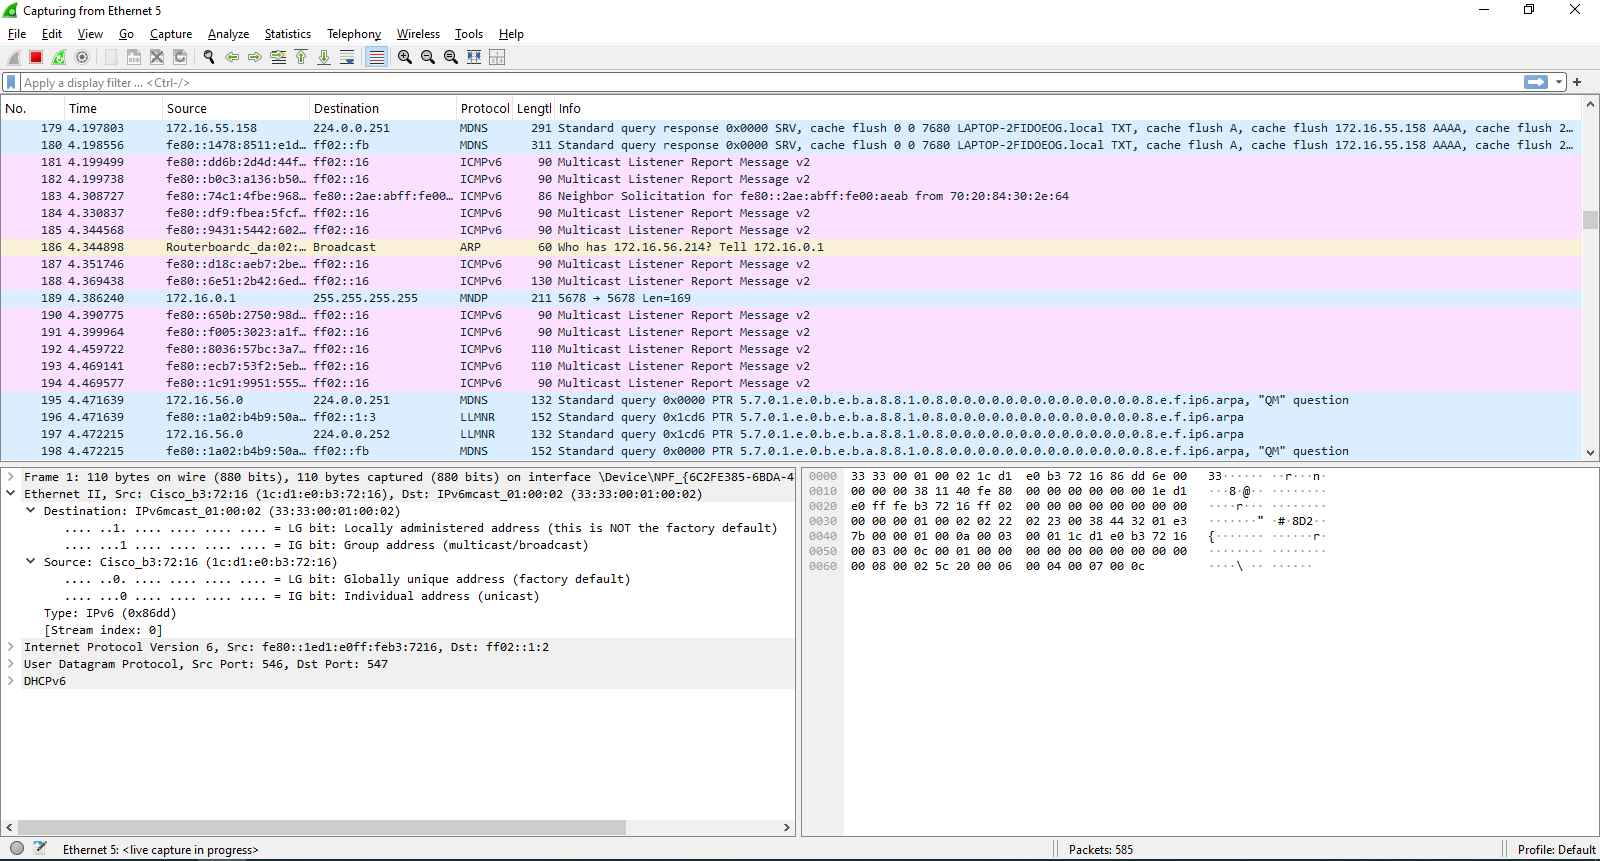 Capturing from Ethernet 5
File Edit View Go Capture Analyze Statistics Telephony Wireless Tools Help
Apply a display filter ... <Ctrl-/>
No. Time Source Destination Protocol Lengtl Info
179 4.197803 172.16.55.158 224.0.0.251 MDNS 291 Standard query response 0x0000 SRV, cache flush 0 0 7680 LAPTOP-2FIDOEOG.local TXT, cache flush A, cache flush 172.16.55.158 AAAA, cache flush 2…
180 4.198556 fe80::1478:8511:e1d… ff02::fb MDNS 311 Standard query response 0x0000 SRV, cache flush 0 0 7680 LAPTOP-2FIDOEOG.local TXT, cache flush A, cache flush 172.16.55.158 AAAA, cache flush 2…
181 4.199499 fe80::dd6b:2d4d:44f… ff02::16 ICMPv6 90 Multicast Listener Report Message v2
182 4.199738 fe80::b0c3:a136:b50… ff02::16 ICMPv6 90 Multicast Listener Report Message v2
183 4.308727 fe80::74c1:4fbe:968… fe80::2ae:abff:fe00… ICMPv6 86 Neighbor Solicitation for fe80::2ae:abff:fe00:aeab from 70:20:84:30:2e:64
184 4.330837 fe80::df9:fbea:5fcf… ff02::16 ICMPv6 90 Multicast Listener Report Message v2
185 4.344568 fe80::9431:5442:602… ff02::16 ICMPv6 90 Multicast Listener Report Message v2
186 4.344898 Routerboardc_da:02:… Broadcast ARP 60 Who has 172.16.56.214? Tell 172.16.0.1
187 4.351746 fe80::d18c:aeb7:2be… ff02::16 ICMPv6 90 Multicast Listener Report Message v2
188 4.369438 fe80::6e51:2b42:6ed… ff02::16 ICMPv6 130 Multicast Listener Report Message v2
189 4.386240 172.16.0.1 255.255.255.255 MNDP 211 5678 → 5678 Len=169
190 4.390775 fe80::650b:2750:98d… ff02::16 ICMPv6 90 Multicast Listener Report Message v2
191 4.399964 fe80::f005:3023:a1f… ff02::16 ICMPv6 90 Multicast Listener Report Message v2
192 4.459722 fe80::8036:57bc:3a7… ff02::16 ICMPv6 110 Multicast Listener Report Message v2
193 4.469141 fe80::ecb7:53f2:5eb… ff02::16 ICMPv6 110 Multicast Listener Report Message v2
194 4.469577 fe80::1c91:9951:555… ff02::16 ICMPv6 90 Multicast Listener Report Message v2
195 4.471639 172.16.56.0 224.0.0.251 MDNS 132 Standard query 0x0000 PTR 5.7.0.1.e.0.b.e.b.a.8.8.1.0.8.0.0.0.0.0.0.0.0.0.0.0.0.0.0.8.e.f.ip6.arpa, "QM" question
196 4.471639 fe80::1a02:b4b9:50a… ff02::1:3 LLMNR 152 Standard query 0x1cd6 PTR 5.7.0.1.e.0.b.e.b.a.8.8.1.0.8.0.0.0.0.0.0.0.0.0.0.0.0.0.0.8.e.f.ip6.arpa
197 4.472215 172.16.56.0 224.0.0.252 LLMNR 132 Standard query 0x1cd6 PTR 5.7.0.1.e.0.b.e.b.a.8.8.1.0.8.0.0.0.0.0.0.0.0.0.0.0.0.0.0.8.e.f.ip6.arpa
198 4.472215 fe80::1a02:b4b9:50a… ff02::fb MDNS 152 Standard query 0x0000 PTR 5.7.0.1.e.0.b.e.b.a.8.8.1.0.8.0.0.0.0.0.0.0.0.0.0.0.0.0.0.8.e.f.ip6.arpa, "QM" question
Frame 1: 110 bytes on wire (880 bits), 110 bytes captured (880 bits) on interface \Device\NPF_{6C2FE385-6BDA-4
Ethernet II, Src: Cisco_b3:72:16 (1c:d1:e0:b3:72:16), Dst: IPv6mcast_01:00:02 (33:33:00:01:00:02)
Destination: IPv6mcast_01:00:02 (33:33:00:01:00:02)
.... ..1. .... .... .... .... = LG bit: Locally administered address (this is NOT the factory default)
.... ...1 .... .... .... .... = IG bit: Group address (multicast/broadcast)
Source: Cisco_b3:72:16 (1c:d1:e0:b3:72:16)
.... ..0. .... .... .... .... = LG bit: Globally unique address (factory default)
.... ...0 .... .... .... .... = IG bit: Individual address (unicast)
Type: IPv6 (0x86dd)
[Stream index: 0]
Internet Protocol Version 6, Src: fe80::1ed1:e0ff:feb3:7216, Dst: ff02::1:2
User Datagram Protocol, Src Port: 546, Dst Port: 547
DHCPv6
0000 33 33 00 01 00 02 1c d1 e0 b3 72 16 86 dd 6e 00 33······ ··r···n·
0010 00 00 00 38 11 40 fe 80 00 00 00 00 00 00 1e d1 ···8·@·· ········
0020 e0 ff fe b3 72 16 ff 02 00 00 00 00 00 00 00 00 ····r··· ········
0030 00 00 00 01 00 02 02 22 02 23 00 38 44 32 01 e3 ·······" ·#·8D2··
0040 7b 00 00 01 00 0a 00 03 00 01 1c d1 e0 b3 72 16 {······· ······r·
0050 00 03 00 0c 00 01 00 00 00 00 00 00 00 00 00 00 ········ ········
0060 00 08 00 02 5c 20 00 06 00 04 00 07 00 0c ····\ ·· ······
Ethernet 5: <live capture in progress> Packets: 585 Profile: Default